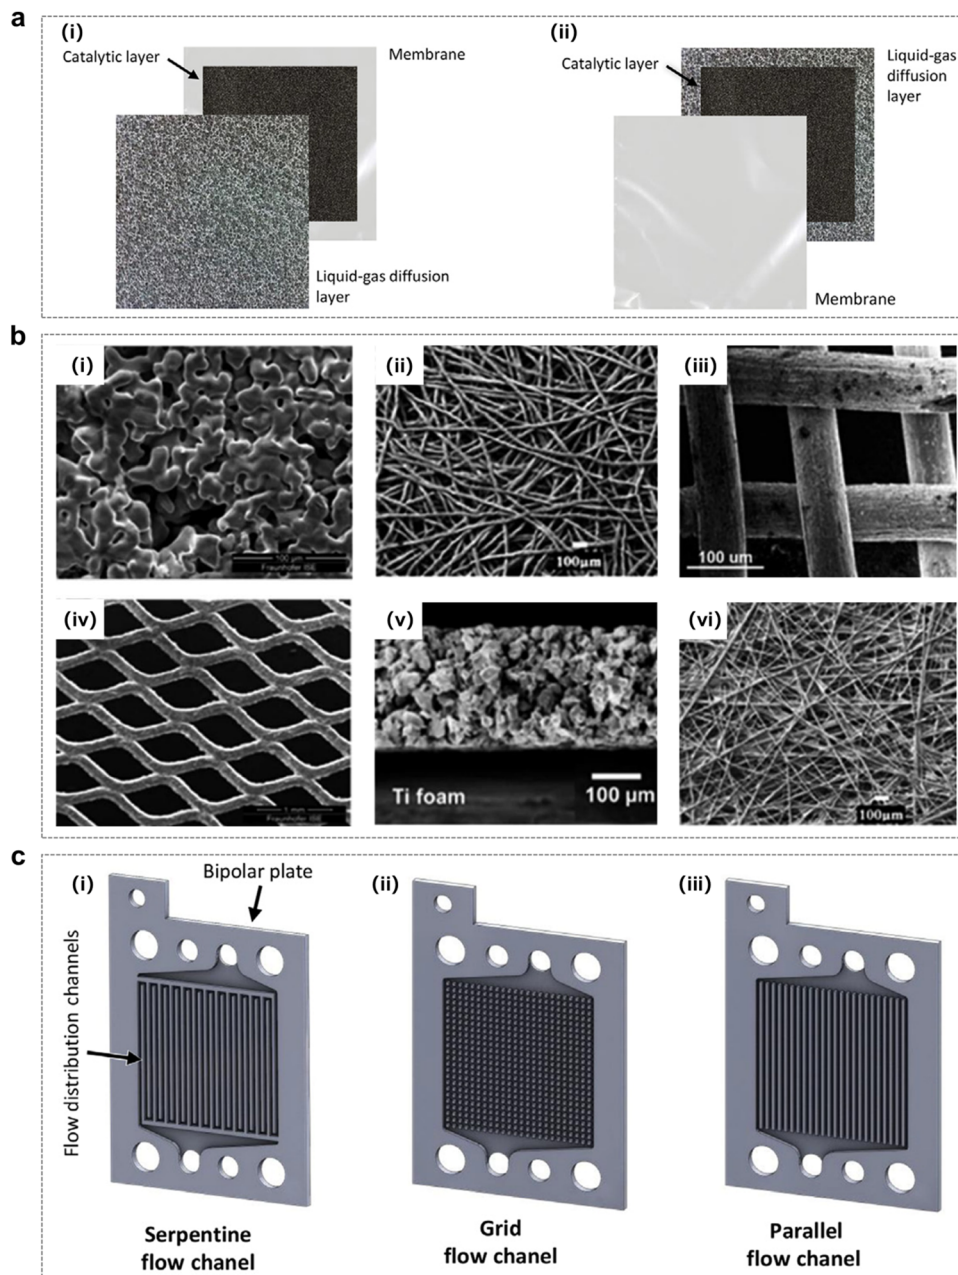 a
(i)
Catalytic layer
Membrane
Liquid-gas diffusion
layer
(ii)
Catalytic layer
Liquid-gas
diffusion
layer
Membrane
b
(i)
Fraunhofer ISE
(ii)
100μm
(iii)
100 um
(iv)
1 mm
Fraunhofer ISE
(v)
Ti foam
100 μm
(vi)
100μm
c
(i)
Bipolar plate
Flow distribution channels
Serpentine
flow chanel
(ii)
Grid
flow chanel
(iii)
Parallel
flow chanel